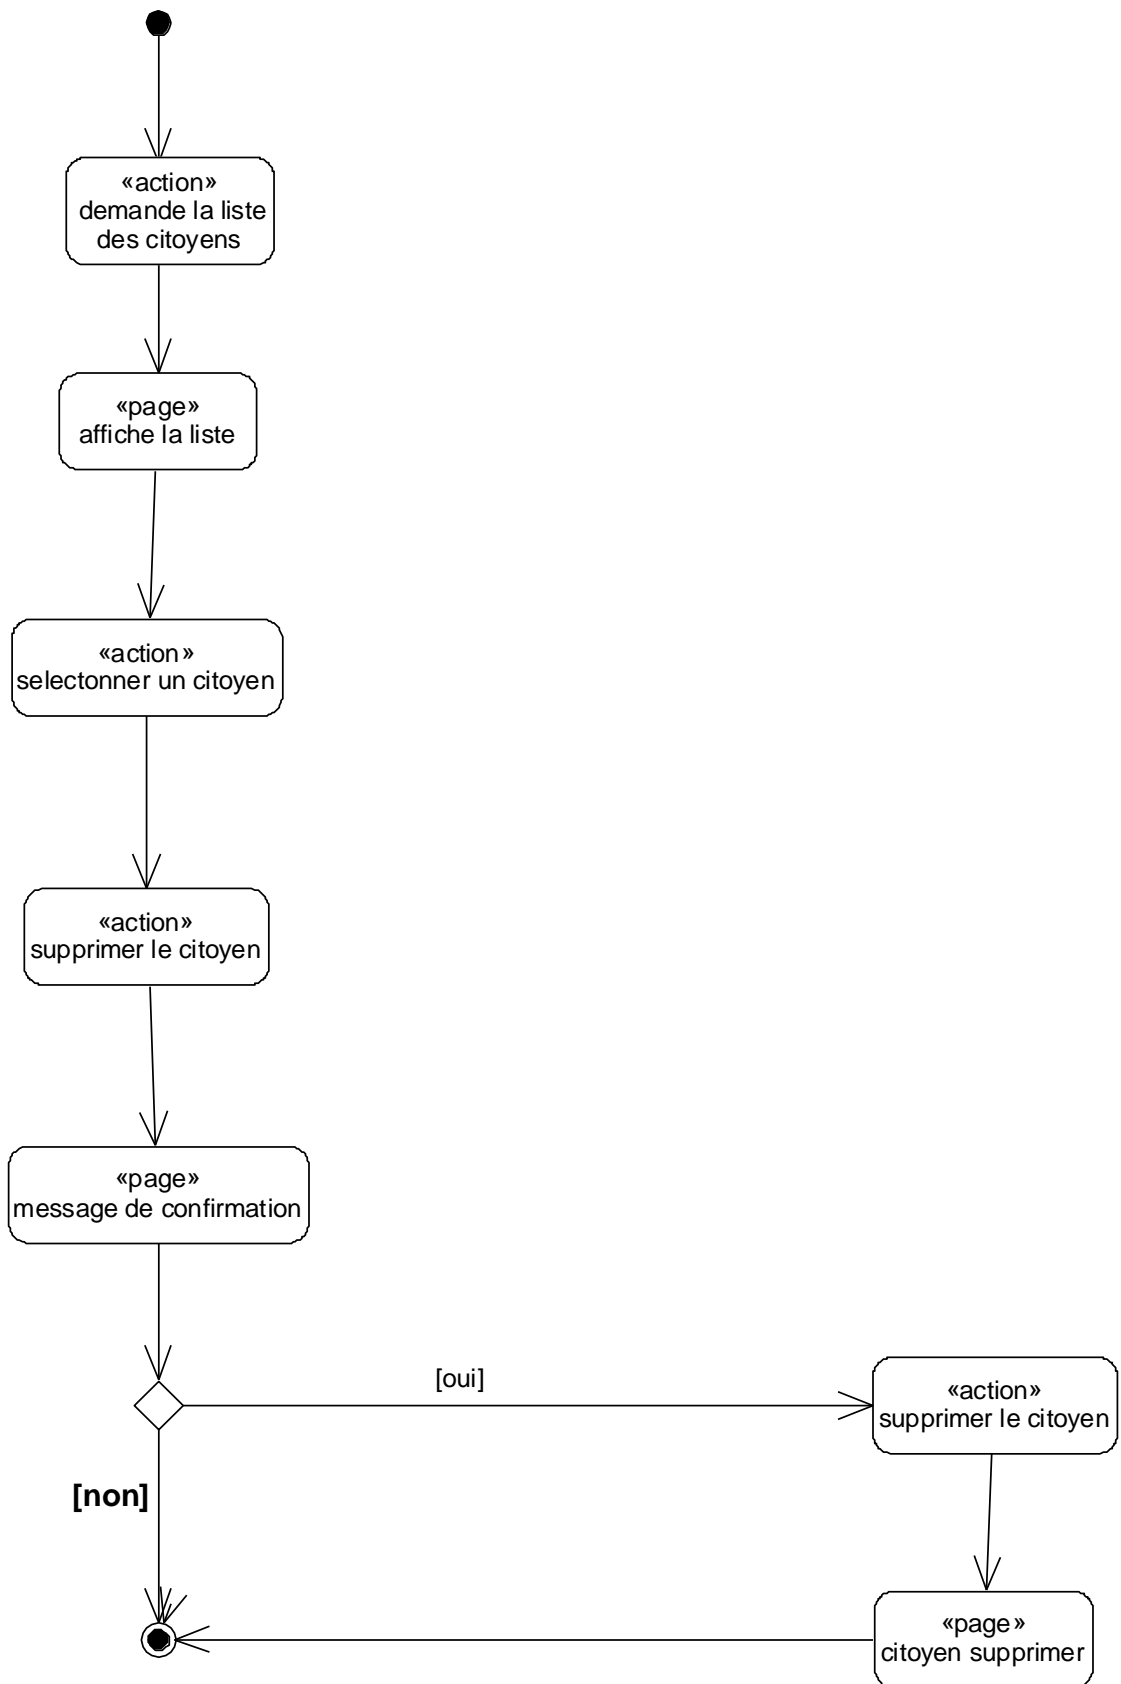 «action»
demande la liste
des citoyens
«page»
affiche la liste
«action»
selectonner un citoyen
«action»
supprimer le citoyen
«page»
message de confirmation
[oui]
«action»
supprimer le citoyen
[non]
«page»
citoyen supprimer